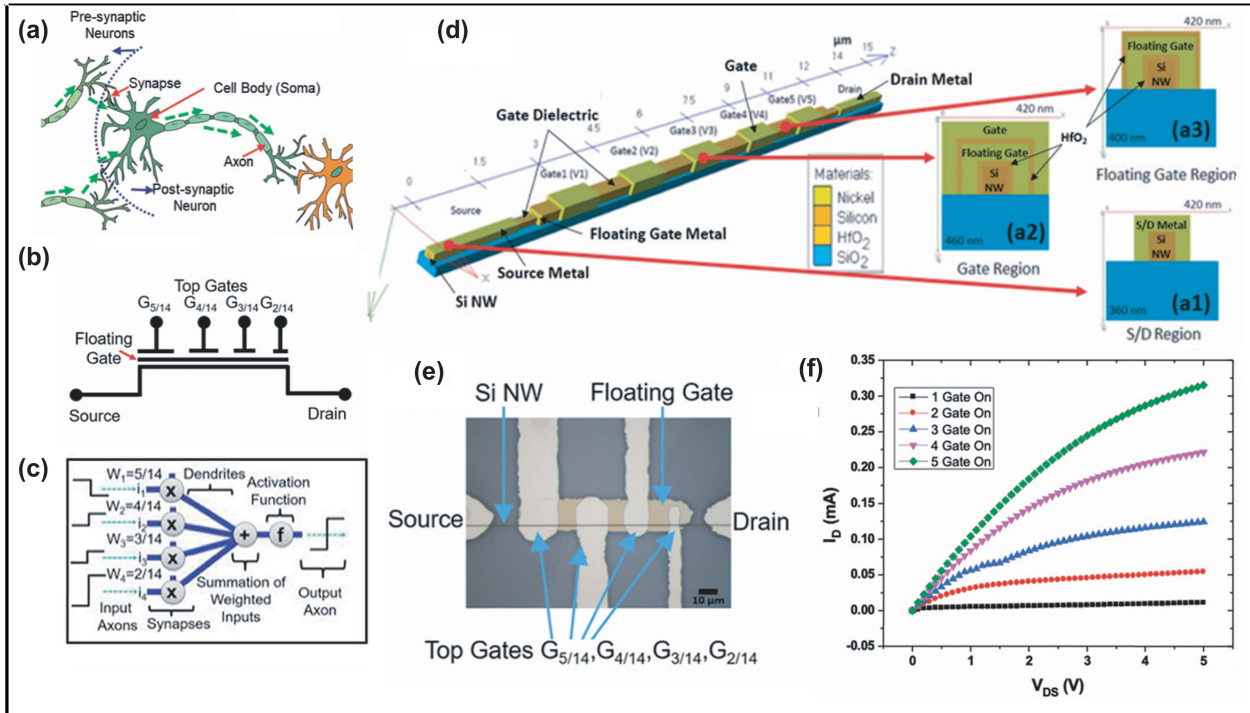 (a)
Pre-synaptic
Neurons
Synapse
Cell Body (Soma)
Axon
Post-synaptic
Neuron
(b)
Top Gates
G5/14 G4/14 G3/14 G2/14
Floating
Gate
Source
Drain
(c)
W1=5/14
i1
W2=4/14
i2
W3=3/14
i3
W4=2/14
i4
X
X
X
X
+
f
Dendrites
Activation
Function
Input
Axons
Synapses
Summation of
Weighted
Inputs
Output
Axon
(d)
µm
0
1.5
3
4.5
6
7.5
9
11
12
14
15
Z
X
Y
Source
Gate1 (V1)
Gate2 (V2)
Gate3 (V3)
Gate4 (V4)
Gate5 (V5)
Drain
Gate
Drain Metal
Gate Dielectric
Floating Gate Metal
Source Metal
Si NW
Materials:
Nickel
Silicon
HfO2
SiO2
420 nm
Gate
Floating Gate
Si
NW
460 nm
(a2)
Gate Region
HfO2
420 nm
Floating Gate
Si
NW
400 nm
(a3)
Floating Gate Region
420 nm
S/D Metal
Si
NW
360 nm
(a1)
S/D Region
(e)
Si NW
Floating Gate
Source
Drain
10 µm
Top Gates G5/14,G4/14,G3/14,G2/14
(f)
0.35
0.30
0.25
0.20
0.15
0.10
0.05
0.00
-0.05
ID (mA)
1 Gate On
2 Gate On
3 Gate On
4 Gate On
5 Gate On
0 1 2 3 4 5
VDS (V)